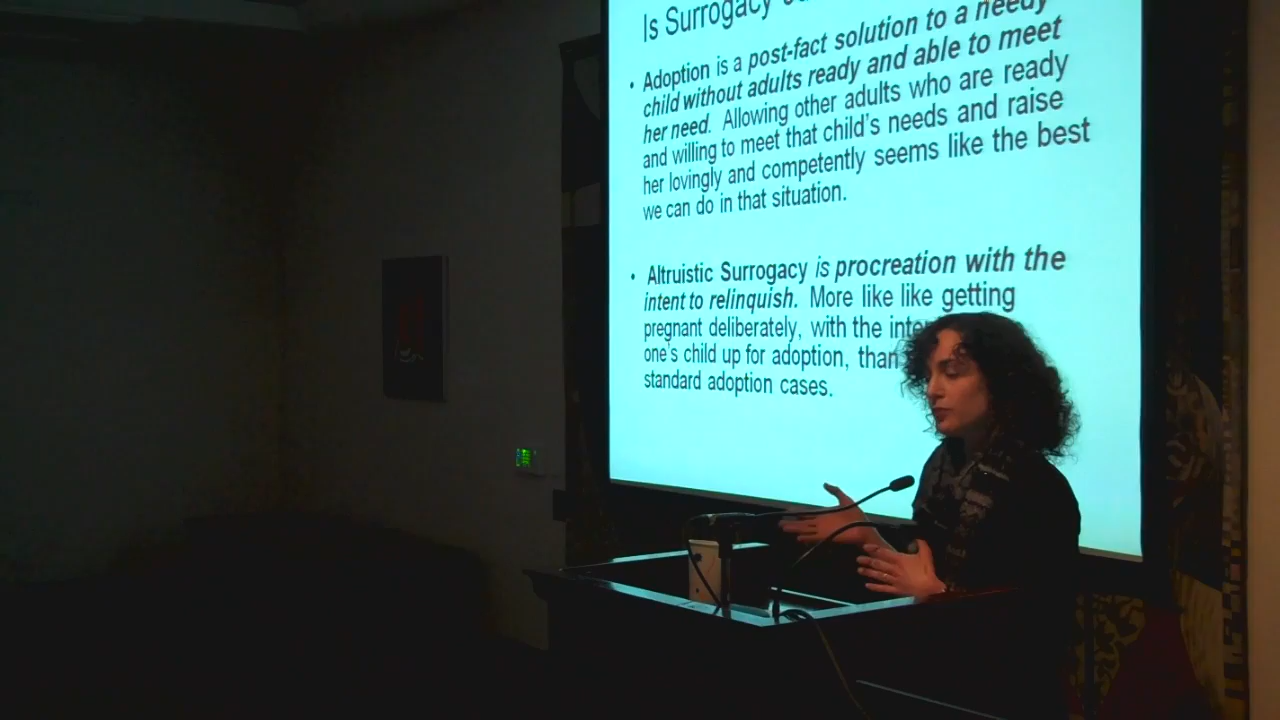 Is Surrogacy
• Adoption is a post-fact solution to a needy
child without adults ready and able to meet
her need. Allowing other adults who are ready
and willing to meet that child's needs and raise
her lovingly and competently seems like the best
we can do in that situation.
• Altruistic Surrogacy is procreation with the
intent to relinquish. More like like getting
pregnant deliberately, with the
one's child up for adoption, than
standard adoption cases.